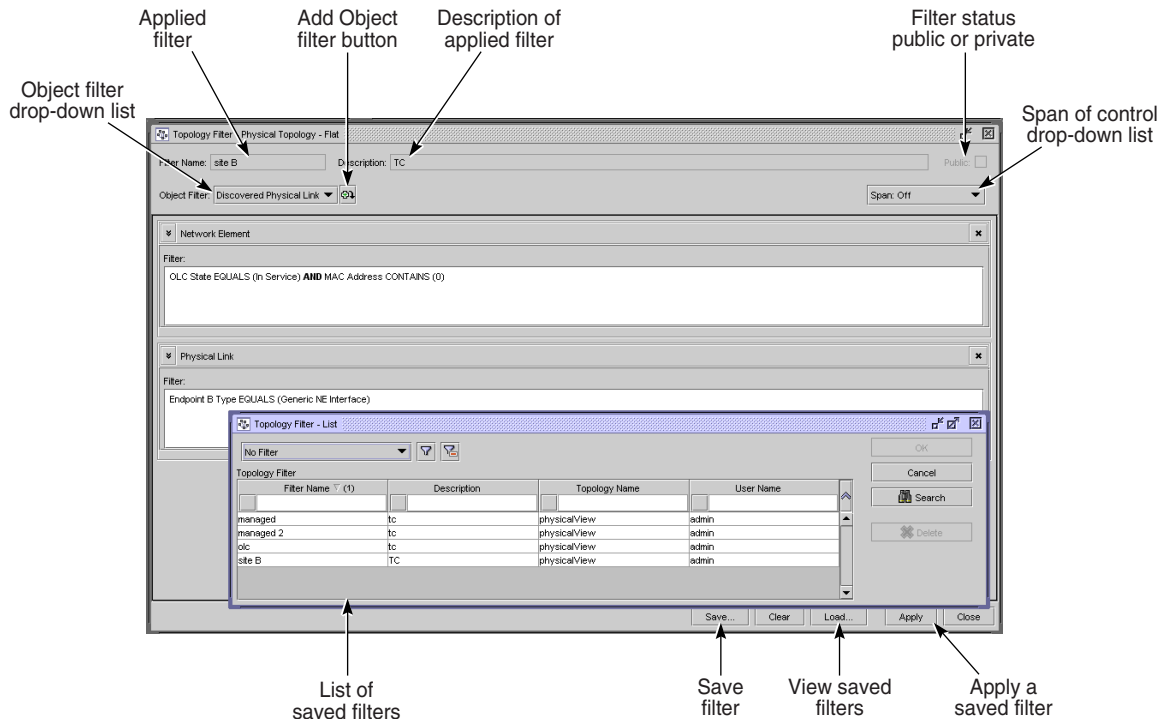 Applied
filter
Add Object
filter button
Description of
applied filter
Filter status
public or private
Object filter
drop-down list
Span of control
drop-down list
Topology Filter - Physical Topology - Flat
Filter Name: site B Description: TC Public:
Object Filter: Discovered Physical Link Span: Off
Network Element
Filter:
OLC State EQUALS (In Service) AND MAC Address CONTAINS (0)
Physical Link
Filter:
Endpoint B Type EQUALS (Generic NE Interface)
Topology Filter - List
No Filter
OK
Cancel
Search
Delete
Topology Filter
Filter Name (1) Description Topology Name User Name
managed tc physicalView admin
managed 2 tc physicalView admin
olc tc physicalView admin
site B TC physicalView admin
Save... Clear Load... Apply Close
List of
saved filters
Save
filter
View saved
filters
Apply a
saved filter